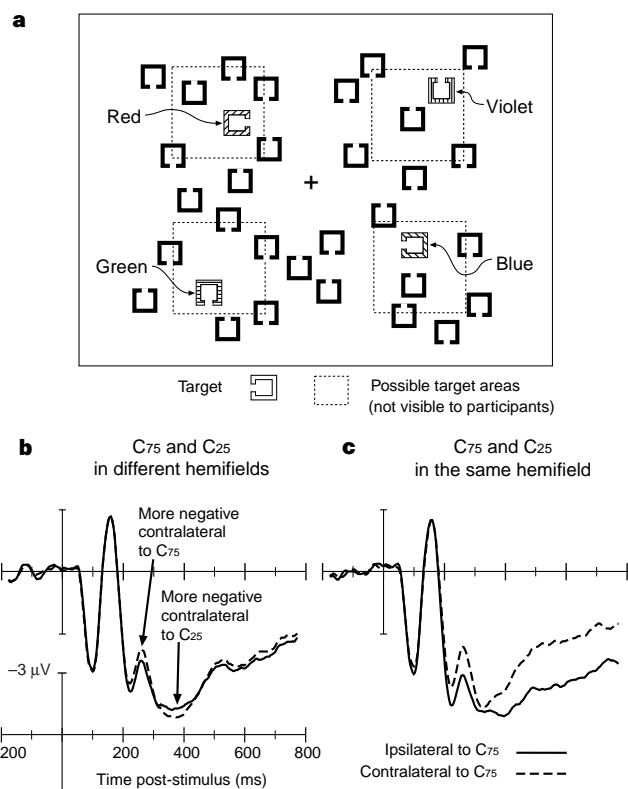 a
Red
Violet
+
Green
Blue
Target
Possible target areas
(not visible to participants)
b
C75 and C25
in different hemifields
c
C75 and C25
in the same hemifield
More negative
contralateral
to C75
More negative
contralateral
to C25
–3 µV
200
200
400
600
800
Time post-stimulus (ms)
Ipsilateral to C75
Contralateral to C75